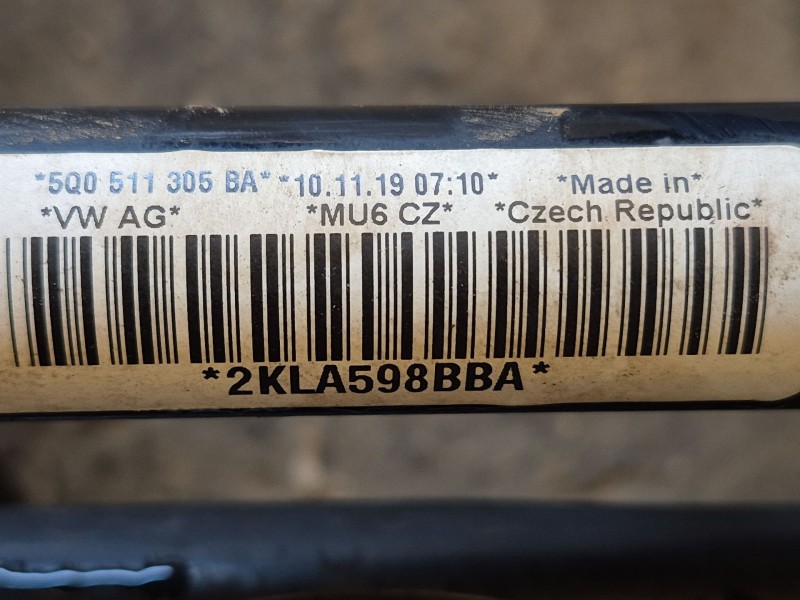 *5Q0 511 305 BA* *10.11.19 07:10* *Made in*
*VW AG* *MU6 CZ* *Czech Republic*
*2KLA598BBA*